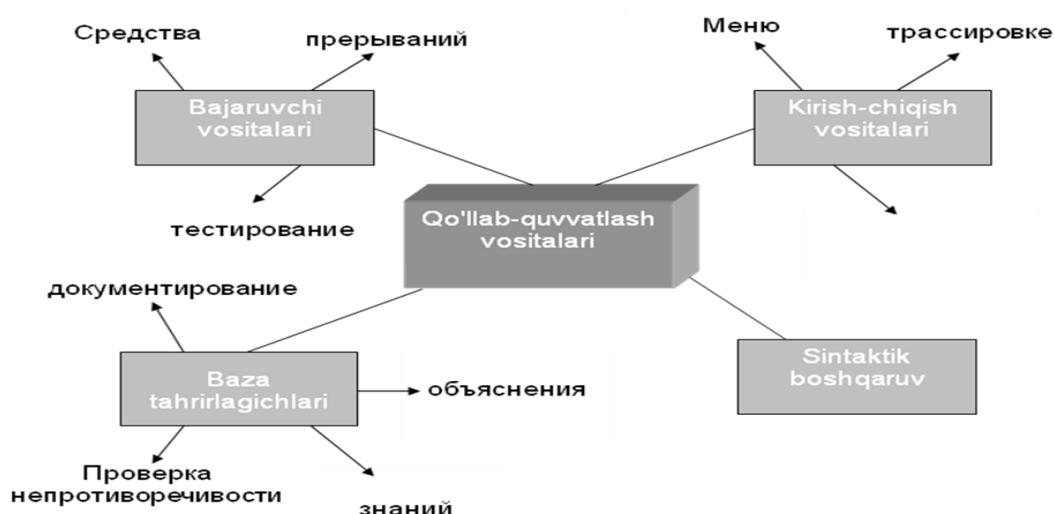 Средства
прерываний
Меню
трассировке
Bajaruvchi
vositalari
Kirish-chiqish
vositalari
тестирование
Qo'llab-quvvatlash
vositalari
документирование
Baza
tahrirlagichlari
объяснения
Sintaktik
boshqaruv
Проверка
непротиворечивости
знаний